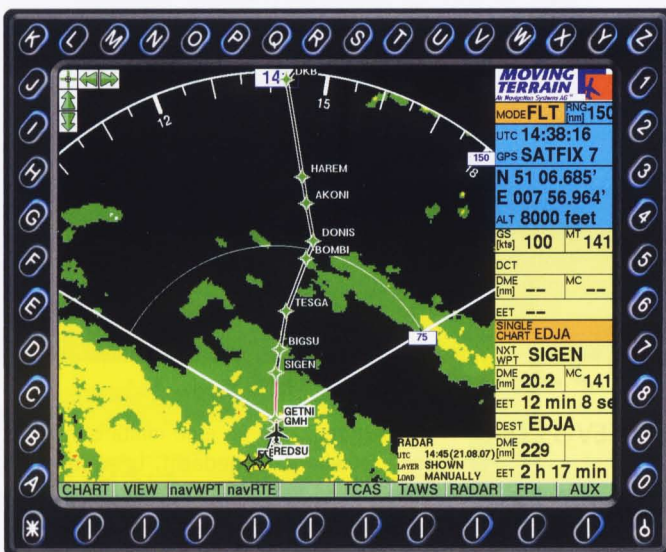 K L M N O P Q R S T U V W X Y Z
J
I
H
G
F
E
D
C
B
A
1
2
3
4
5
6
7
8
9
0
14
DKB
12
15
18
150
HAREM
AKONI
DONIS
BOMBI
TESGA
BIGSU
SIGEN
75
GETNI
GMH
REDSU
MOVING
TERRAIN
Air Navigation Systems AG
MODE FLT RNG [nm] 150
UTC 14:38:16
GPS SATFIX 7
N 51 06.685'
E 007 56.964'
ALT 8000 feet
GS [kts] 100 MT 141
DCT
DME [nm] -- MC --
EET --
SINGLE CHART EDJA
NXT WPT SIGEN
DME [nm] 20.2 MC 141
EET 12 min 8 se
DEST EDJA
DME [nm] 229
EET 2 h 17 min
RADAR
UTC 14:45 (21.08.07)
LAYER SHOWN
LOAD MANUALLY
CHART VIEW navWPT navRTE TCAS TAWS RADAR FPL AUX